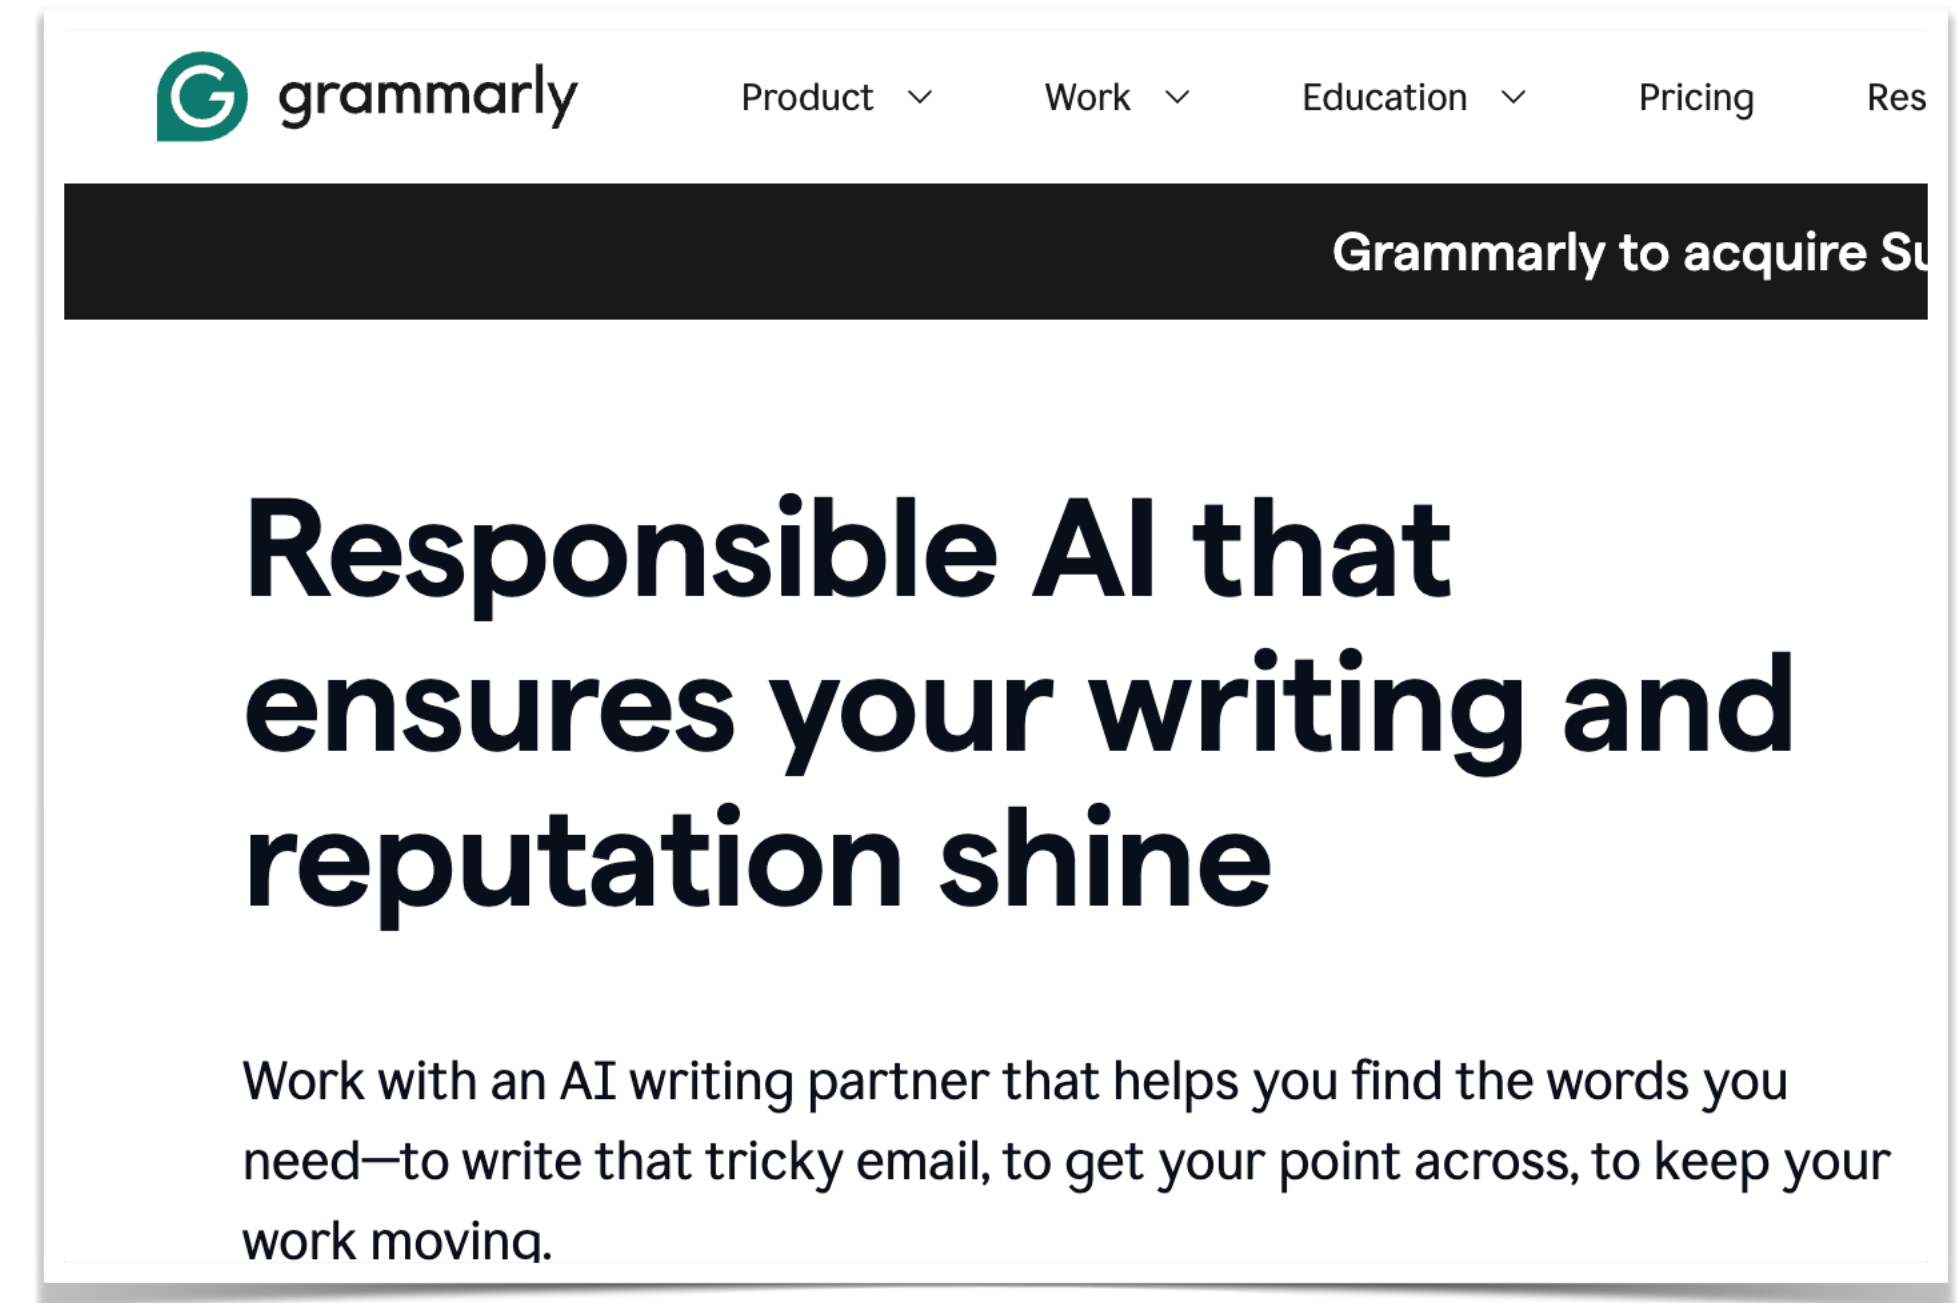 grammarly
Product Work Education Pricing Res
Grammarly to acquire Su
Responsible AI that
ensures your writing and
reputation shine
Work with an AI writing partner that helps you find the words you
need—to write that tricky email, to get your point across, to keep your
work moving.